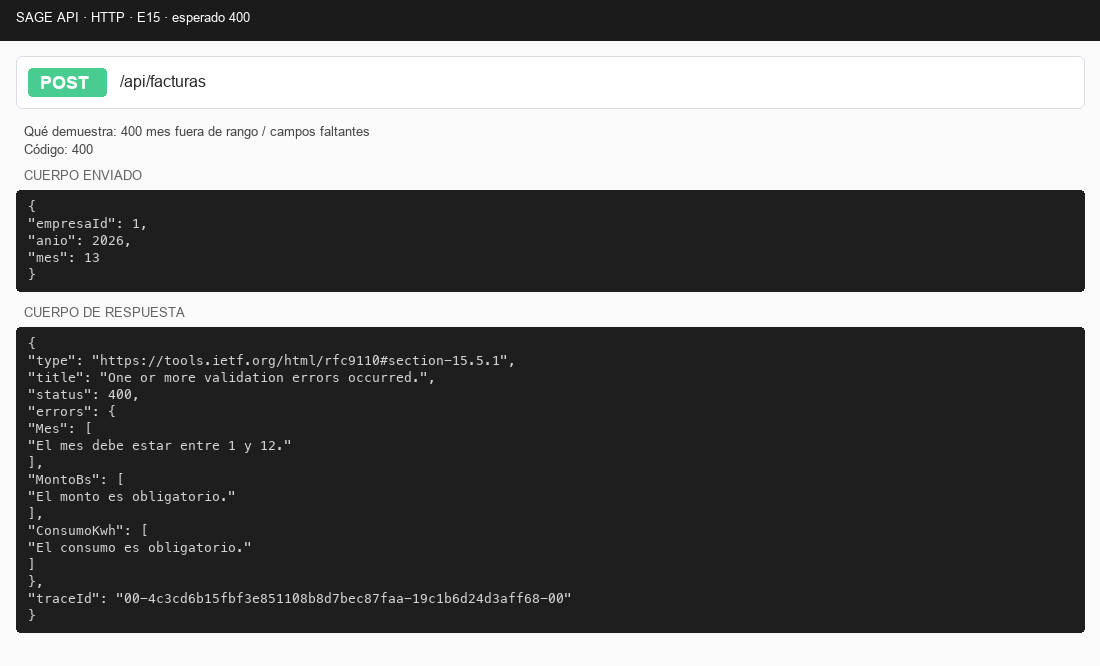 SAGE API · HTTP · E15 · esperado 400
POST /api/facturas
Qué demuestra: 400 mes fuera de rango / campos faltantes
Código: 400
CUERPO ENVIADO
{
"empresaId": 1,
"anio": 2026,
"mes": 13
}
CUERPO DE RESPUESTA
{
"type": "https://tools.ietf.org/html/rfc9110#section-15.5.1",
"title": "One or more validation errors occurred.",
"status": 400,
"errors": {
"Mes": [
"El mes debe estar entre 1 y 12."
],
"MontoBs": [
"El monto es obligatorio."
],
"ConsumoKwh": [
"El consumo es obligatorio."
]
},
"traceId": "00-4c3cd6b15fbf3e851108b8d7bec87faa-19c1b6d24d3aff68-00"
}